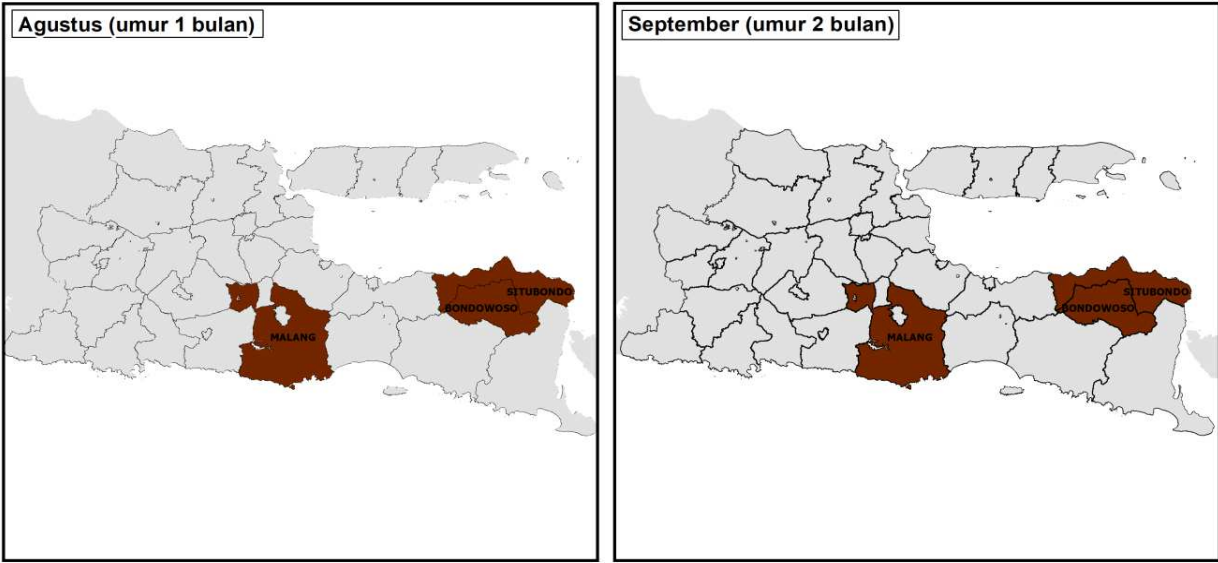 Agustus (umur 1 bulan)
SITUBONDO
BONDOWOSO
MALANG
September (umur 2 bulan)
SITUBONDO
BONDOWOSO
MALANG